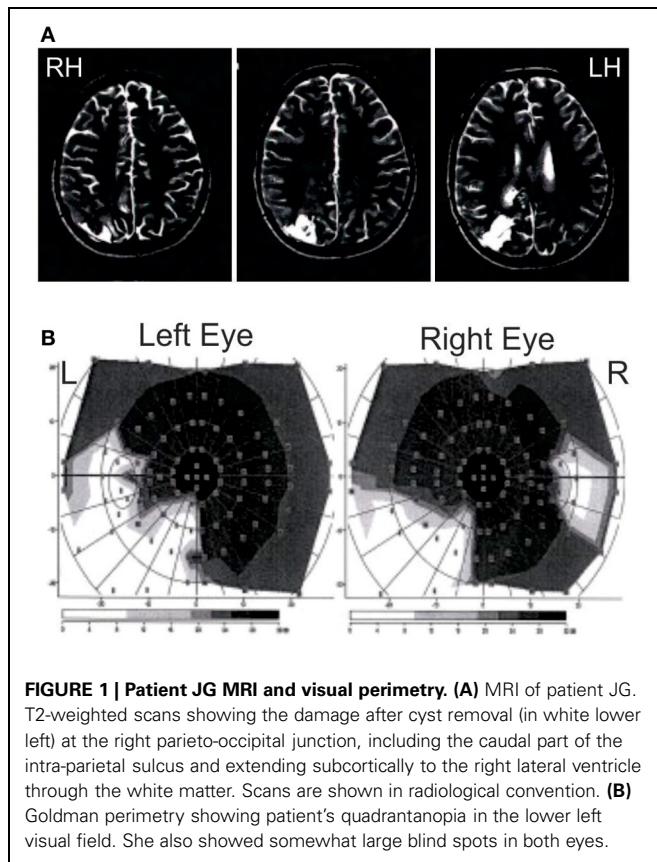 A
RH
LH
B
Left Eye
Right Eye
L
R
FIGURE 1 | Patient JG MRI and visual perimetry. (A) MRI of patient JG.
T2-weighted scans showing the damage after cyst removal (in white lower
left) at the right parieto-occipital junction, including the caudal part of the
intra-parietal sulcus and extending subcortically to the right lateral ventricle
through the white matter. Scans are shown in radiological convention. (B)
Goldman perimetry showing patient's quadrantanopia in the lower left
visual field. She also showed somewhat large blind spots in both eyes.